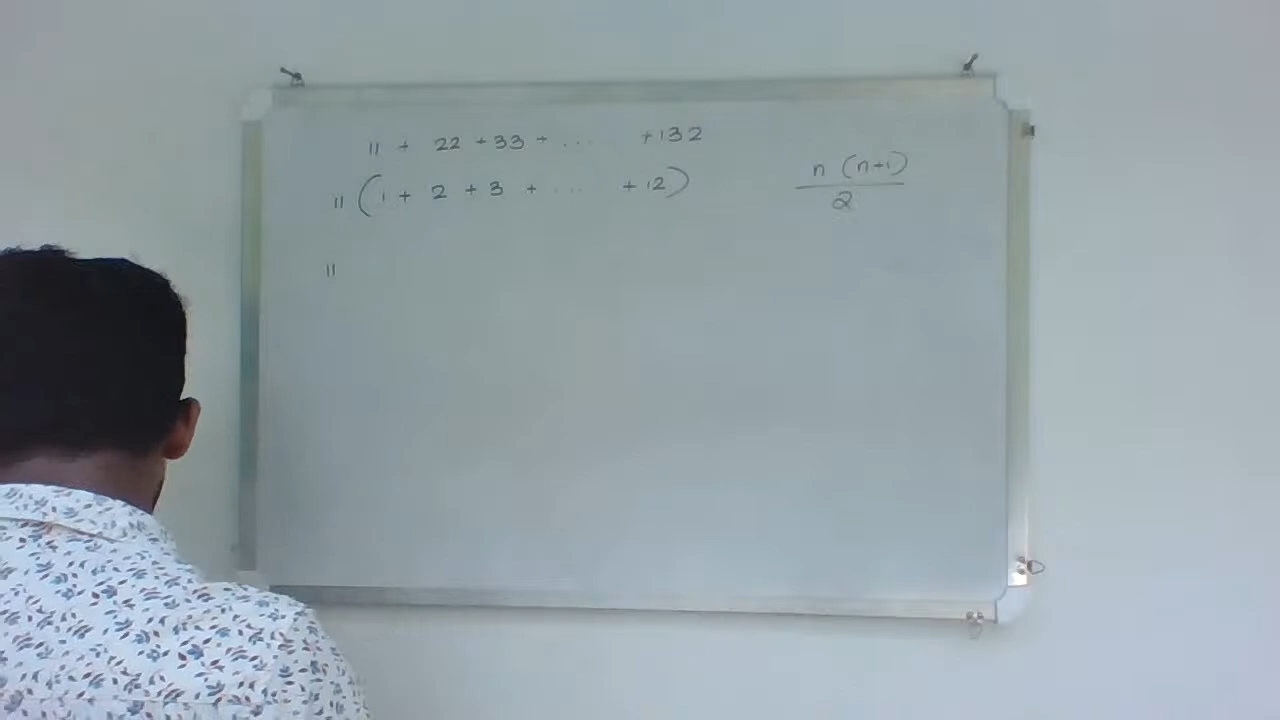 11 + 22 + 33 + .... + 132
11 ( 1 + 2 + 3 + .... + 12 )
n (n+1)
2
11